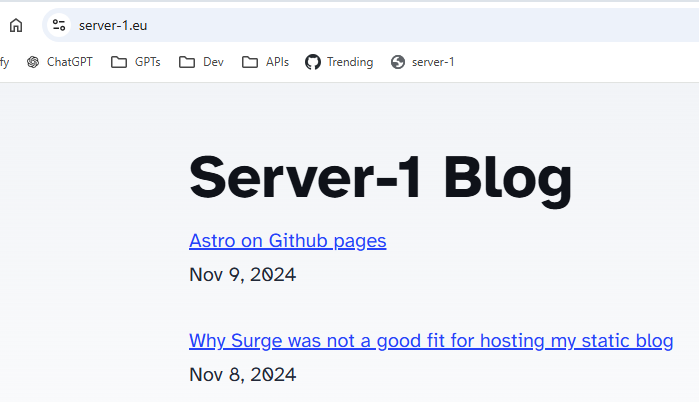 server-1.eu
fy ChatGPT GPTs Dev APIs Trending server-1
Server-1 Blog
Astro on Github pages
Nov 9, 2024
Why Surge was not a good fit for hosting my static blog
Nov 8, 2024